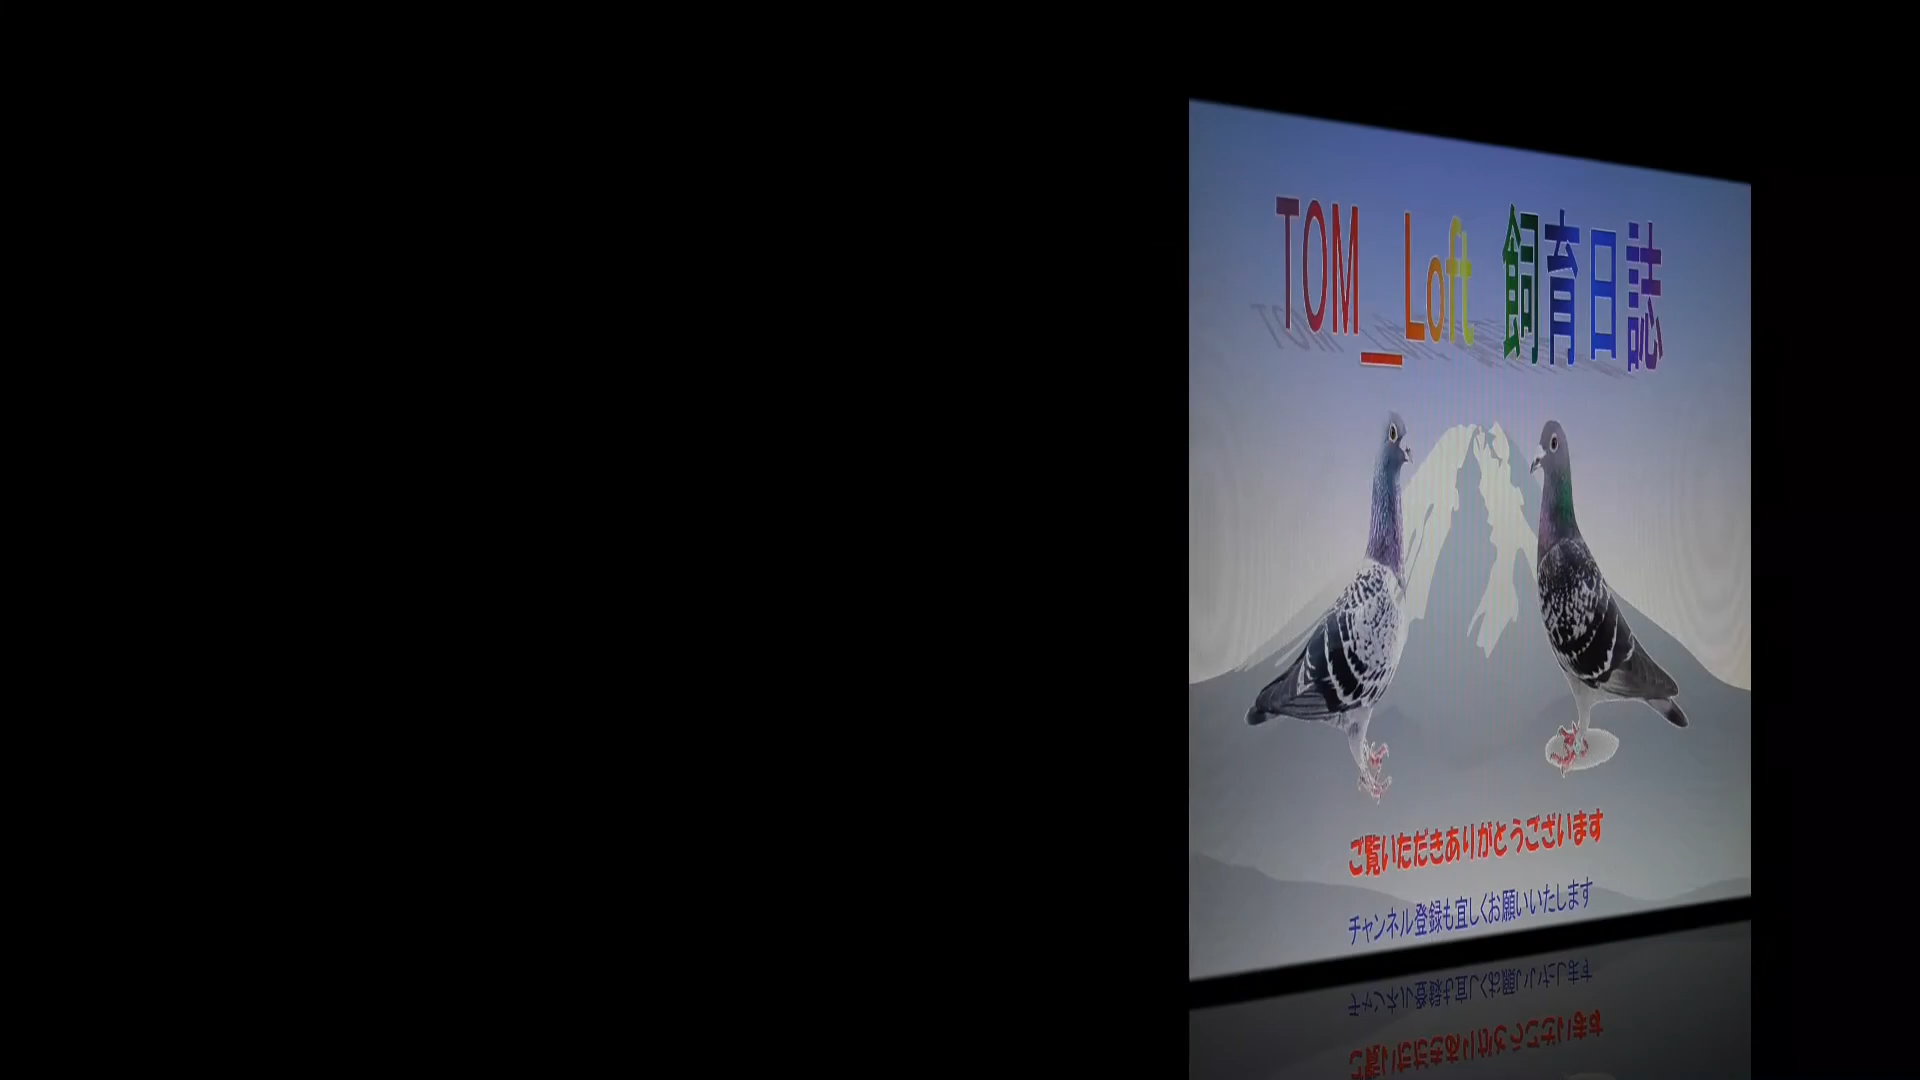 TOM_Loft 飼育日誌
ご覧いただきありがとうございます
チャンネル登録も宜しくお願いいたします